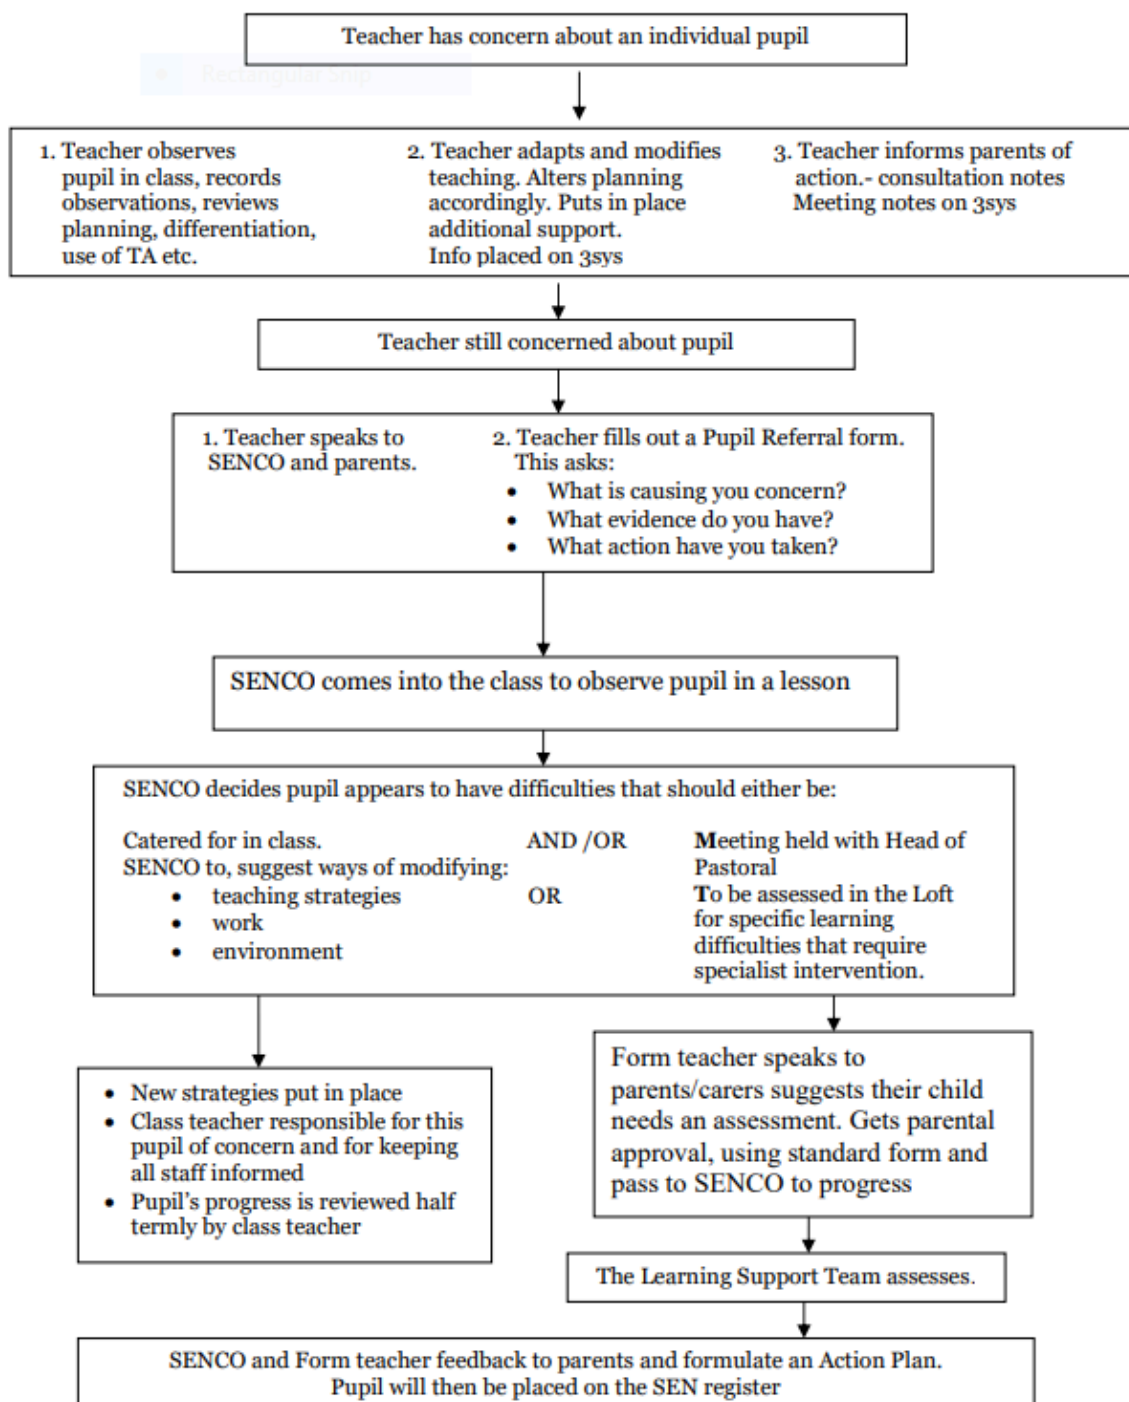 Teacher has concern about an individual pupil
Rectangular Snip
1. Teacher observes
pupil in class, records
observations, reviews
planning, differentiation,
use of TA etc.
2. Teacher adapts and modifies
teaching. Alters planning
accordingly. Puts in place
additional support.
Info placed on 3sys
3. Teacher informs parents of
action.- consultation notes
Meeting notes on 3sys
Teacher still concerned about pupil
1. Teacher speaks to
SENCO and parents.
2. Teacher fills out a Pupil Referral form.
This asks:
• What is causing you concern?
• What evidence do you have?
• What action have you taken?
SENCO comes into the class to observe pupil in a lesson
SENCO decides pupil appears to have difficulties that should either be:
Catered for in class.
SENCO to, suggest ways of modifying:
• teaching strategies
• work
• environment
AND /OR
OR
Meeting held with Head of
Pastoral
To be assessed in the Loft
for specific learning
difficulties that require
specialist intervention.
• New strategies put in place
• Class teacher responsible for this
pupil of concern and for keeping
all staff informed
• Pupil's progress is reviewed half
termly by class teacher
Form teacher speaks to
parents/carers suggests their child
needs an assessment. Gets parental
approval, using standard form and
pass to SENCO to progress
The Learning Support Team assesses.
SENCO and Form teacher feedback to parents and formulate an Action Plan.
Pupil will then be placed on the SEN register